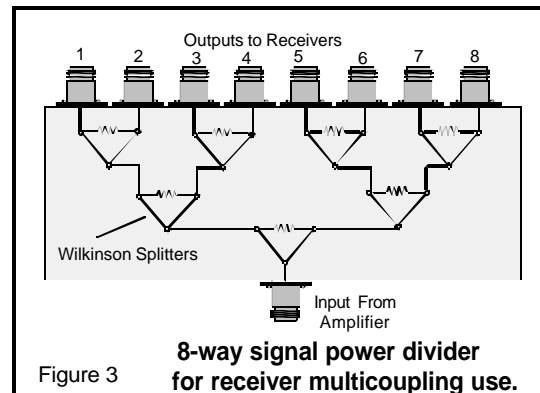 Outputs to Receivers
1 2 3 4 5 6 7 8
Wilkinson Splitters
Input From
Amplifier
8-way signal power divider
Figure 3 for receiver multicoupling use.